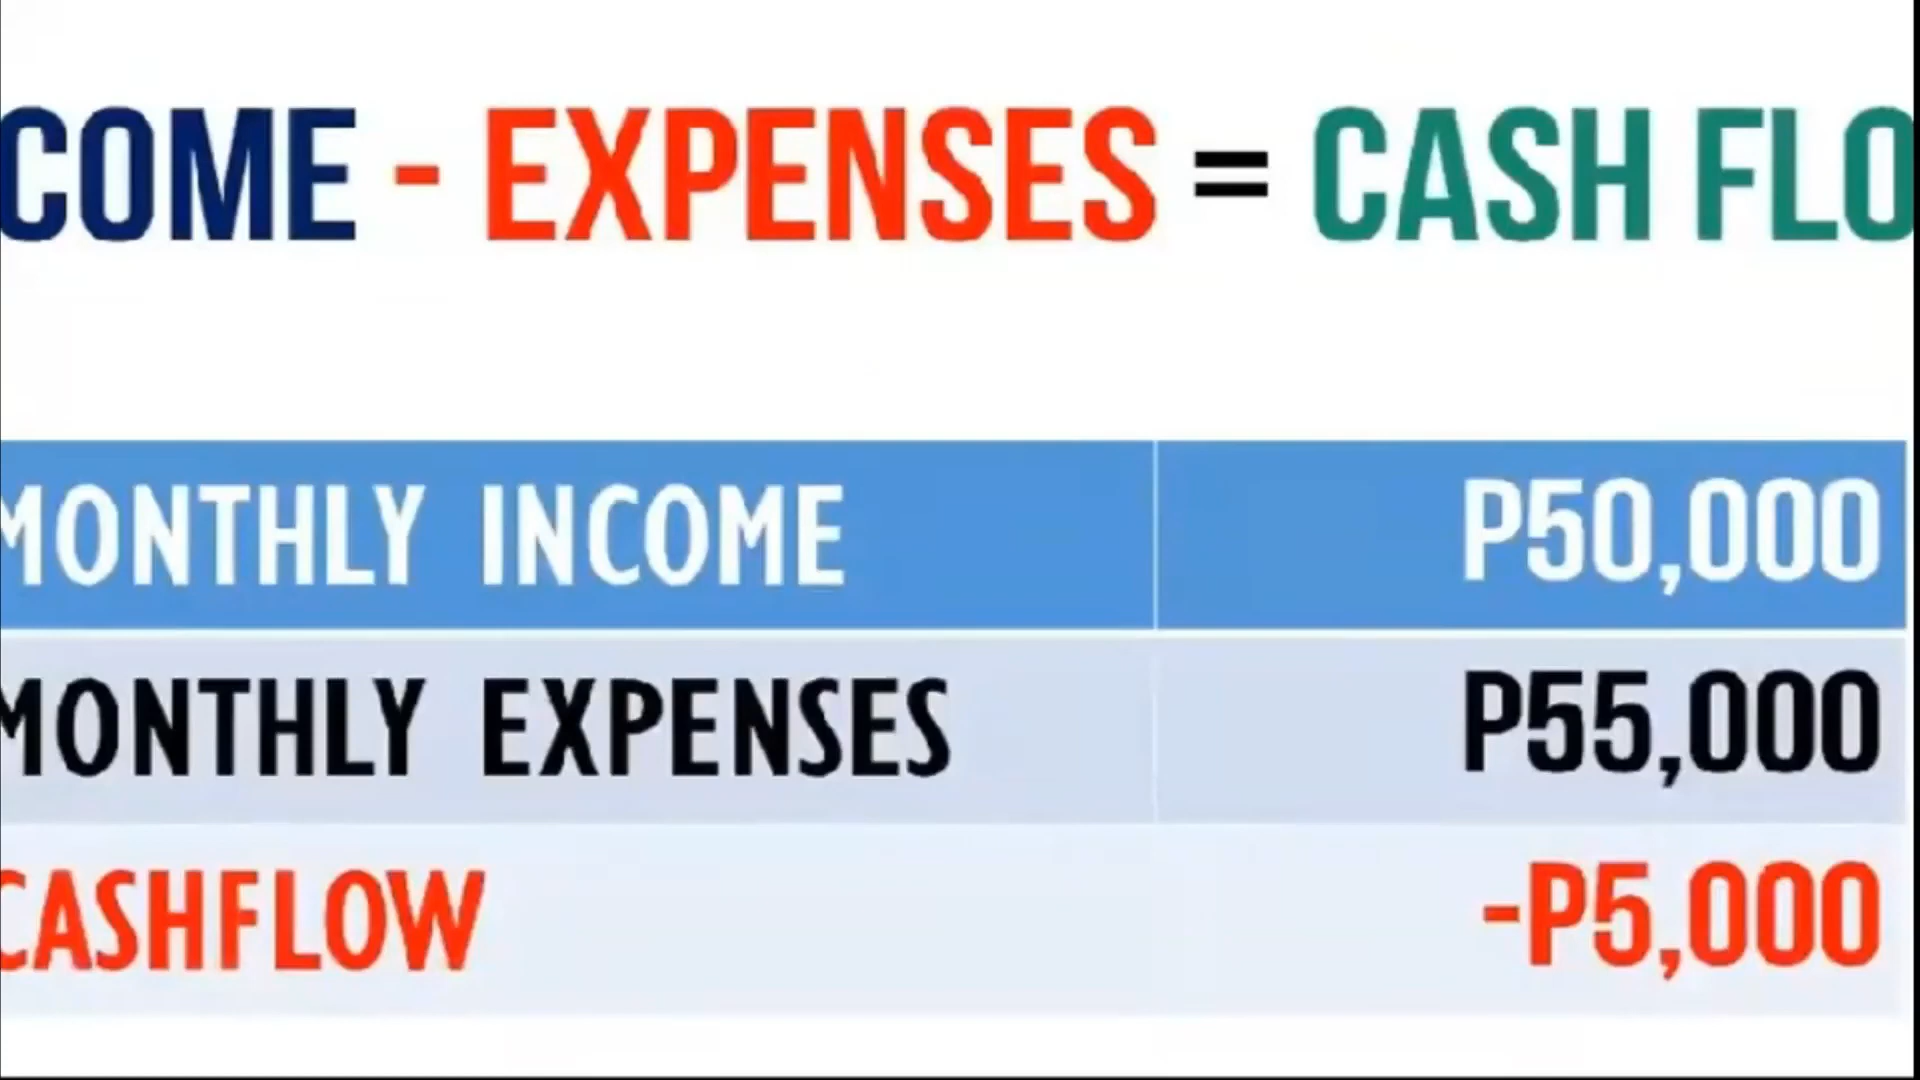 COME - EXPENSES = CASH FLO
MONTHLY INCOME P50,000
MONTHLY EXPENSES P55,000
CASHFLOW -P5,000